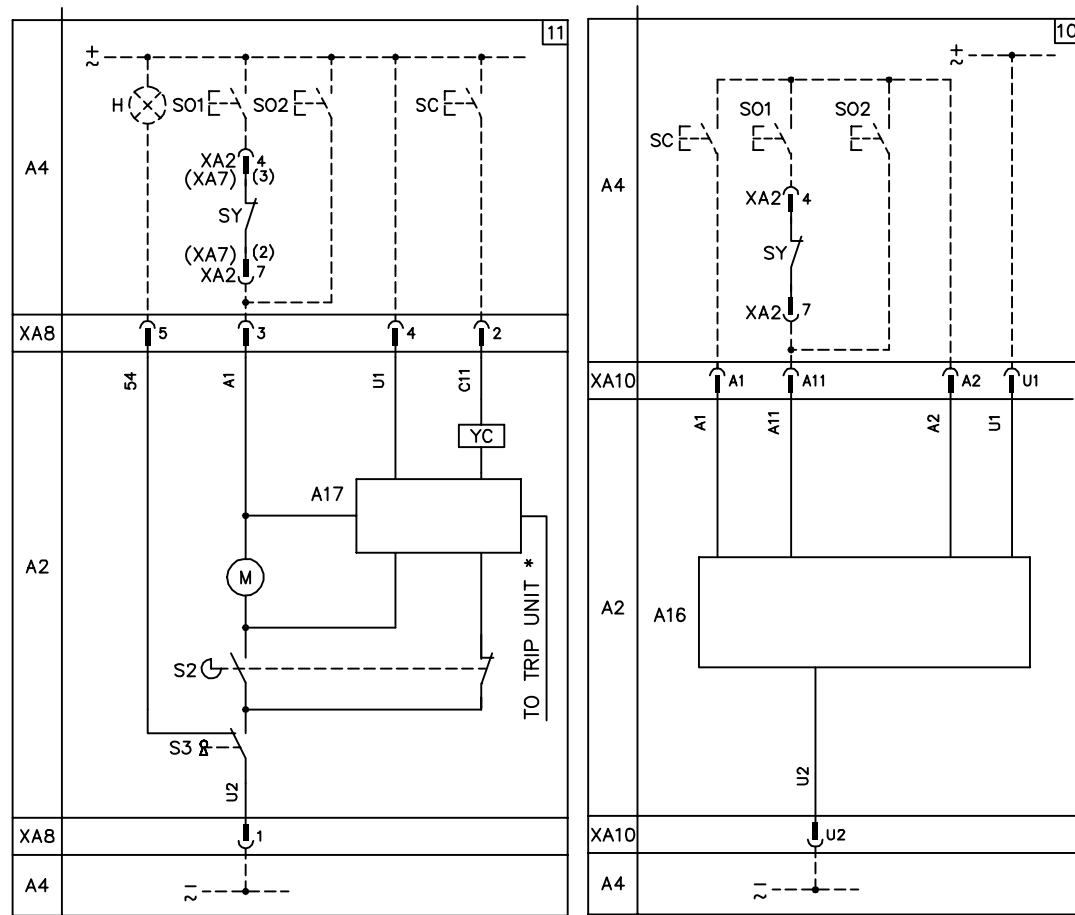 11
+
~
H
SO1
SO2
SC
XA2 4
(XA7) (3)
SY
(XA7) (2)
XA2 7
A4
XA8
5
3
4
2
54
A1
U1
C11
YC
A17
M
A2
TO TRIP UNIT *
S2
S3
U2
XA8
1
A4
–
~
10
+
~
SC
SO1
SO2
A4
XA2 4
SY
XA2 7
XA10
A1
A11
A2
U1
A1
A11
A2
U1
A2
A16
U2
XA10
U2
A4
–
~